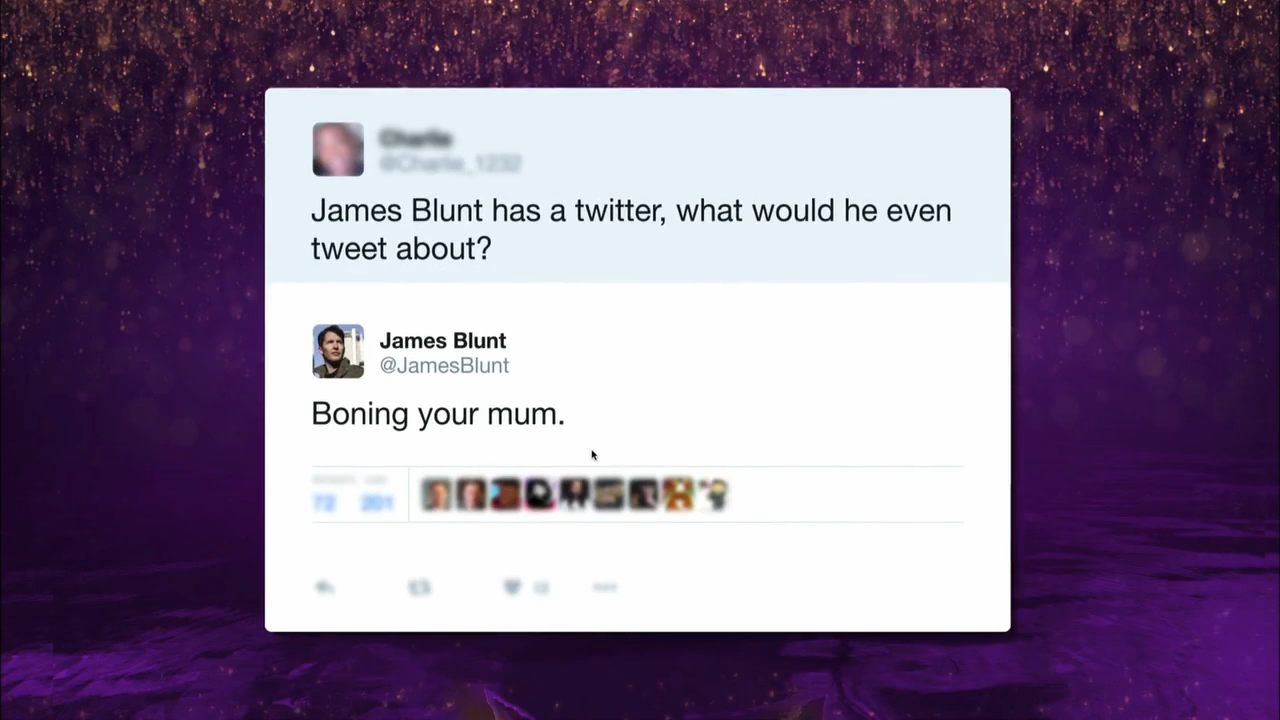 James Blunt has a twitter, what would he even
tweet about?
James Blunt
@JamesBlunt
Boning your mum.